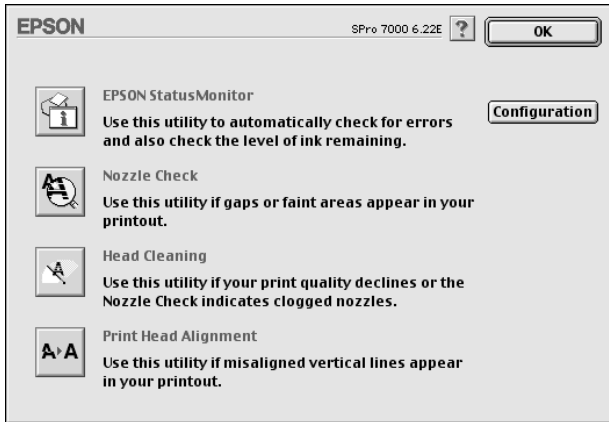 EPSON
SPro 7000 6.22E ? OK
EPSON StatusMonitor
Use this utility to automatically check for errors
and also check the level of ink remaining.
Configuration
Nozzle Check
Use this utility if gaps or faint areas appear in your
printout.
Head Cleaning
Use this utility if your print quality declines or the
Nozzle Check indicates clogged nozzles.
Print Head Alignment
Use this utility if misaligned vertical lines appear
in your printout.
A A